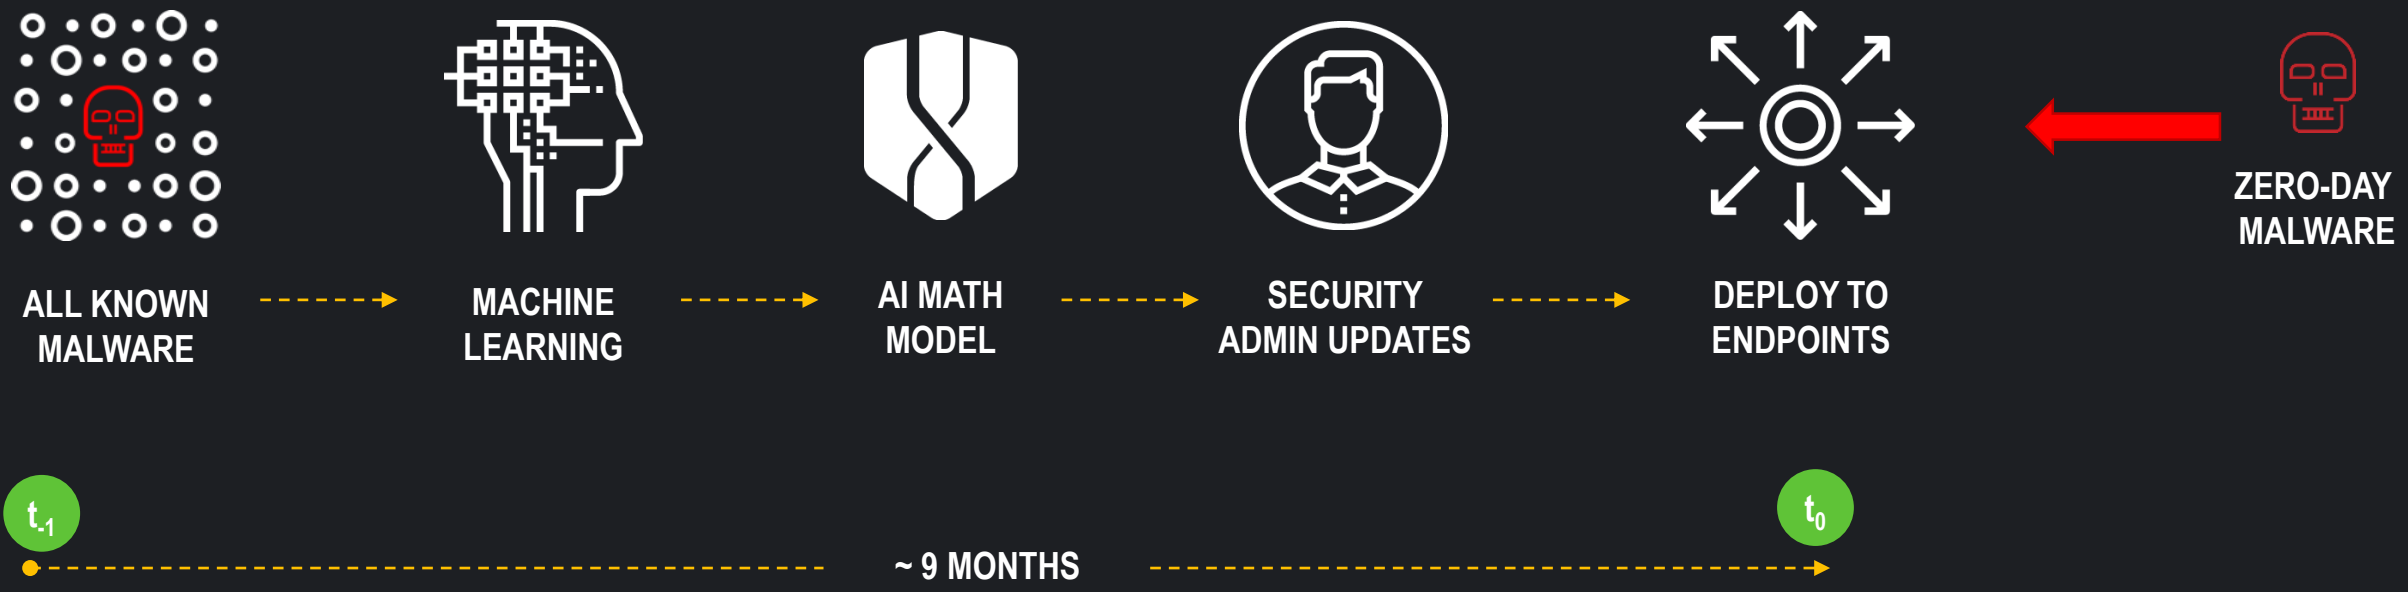 ZERO-DAY
MALWARE
ALL KNOWN
MALWARE
MACHINE
LEARNING
AI MATH
MODEL
SECURITY
ADMIN UPDATES
DEPLOY TO
ENDPOINTS
t-1
t0
~ 9 MONTHS